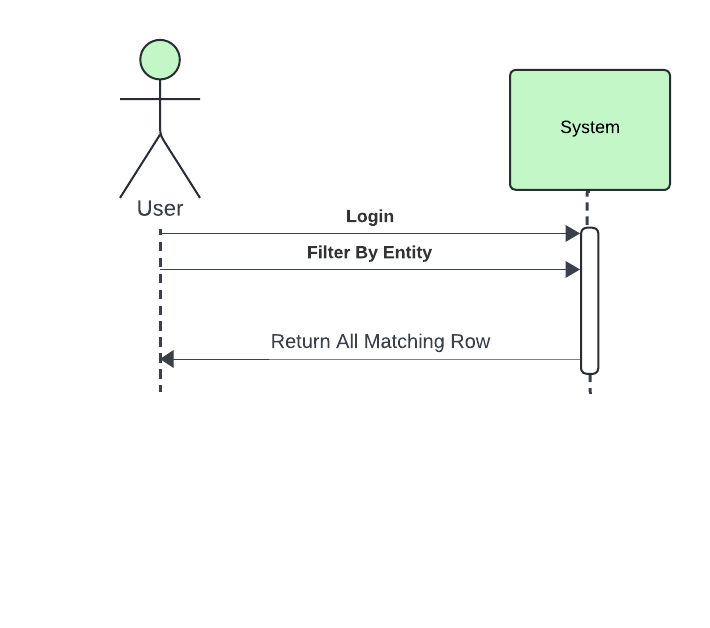 System
User
Login
Filter By Entity
Return All Matching Row